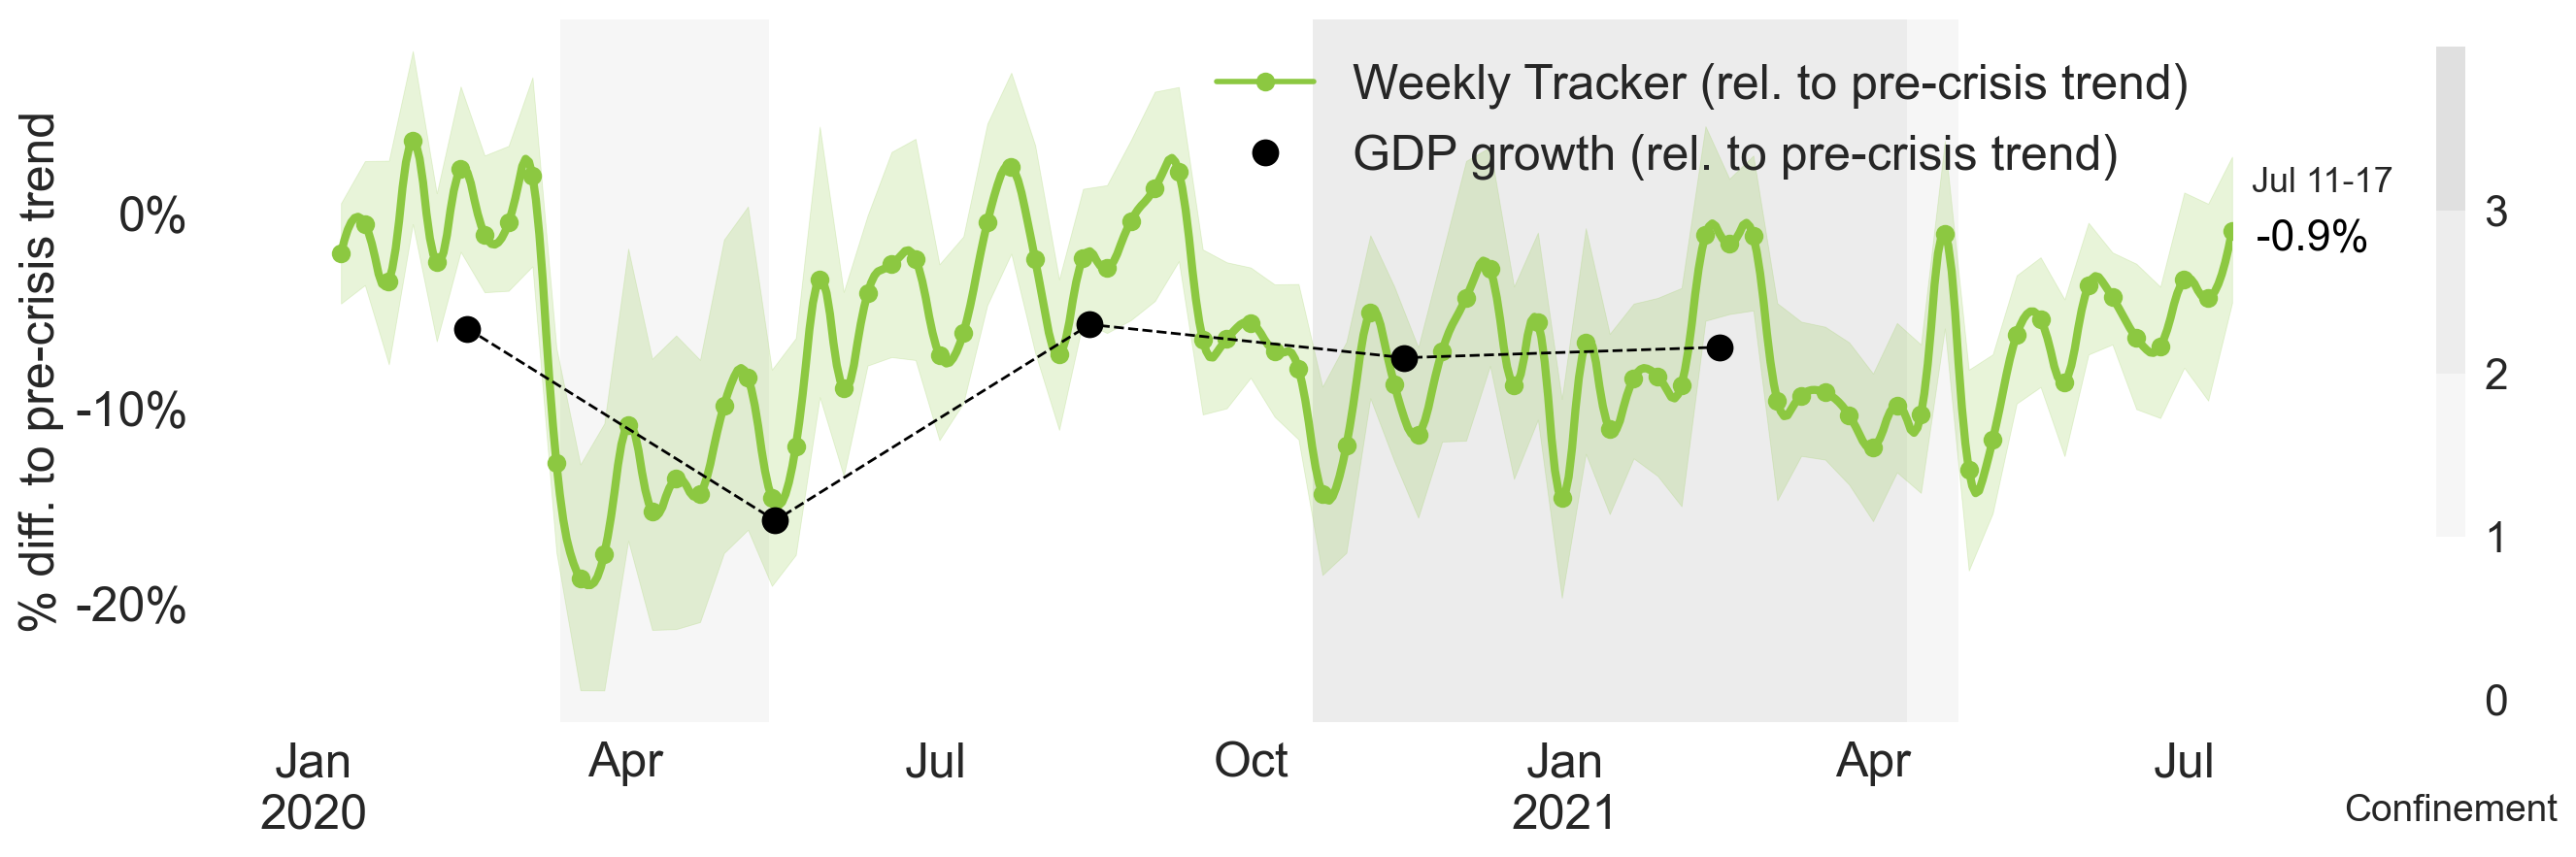 % diff. to pre-crisis trend
0%
-10%
-20%
Weekly Tracker (rel. to pre-crisis trend)
GDP growth (rel. to pre-crisis trend)
Jul 11-17
-0.9%
3
2
1
0
Jan Apr Jul Oct Jan Apr Jul
2020 2021
Confinement